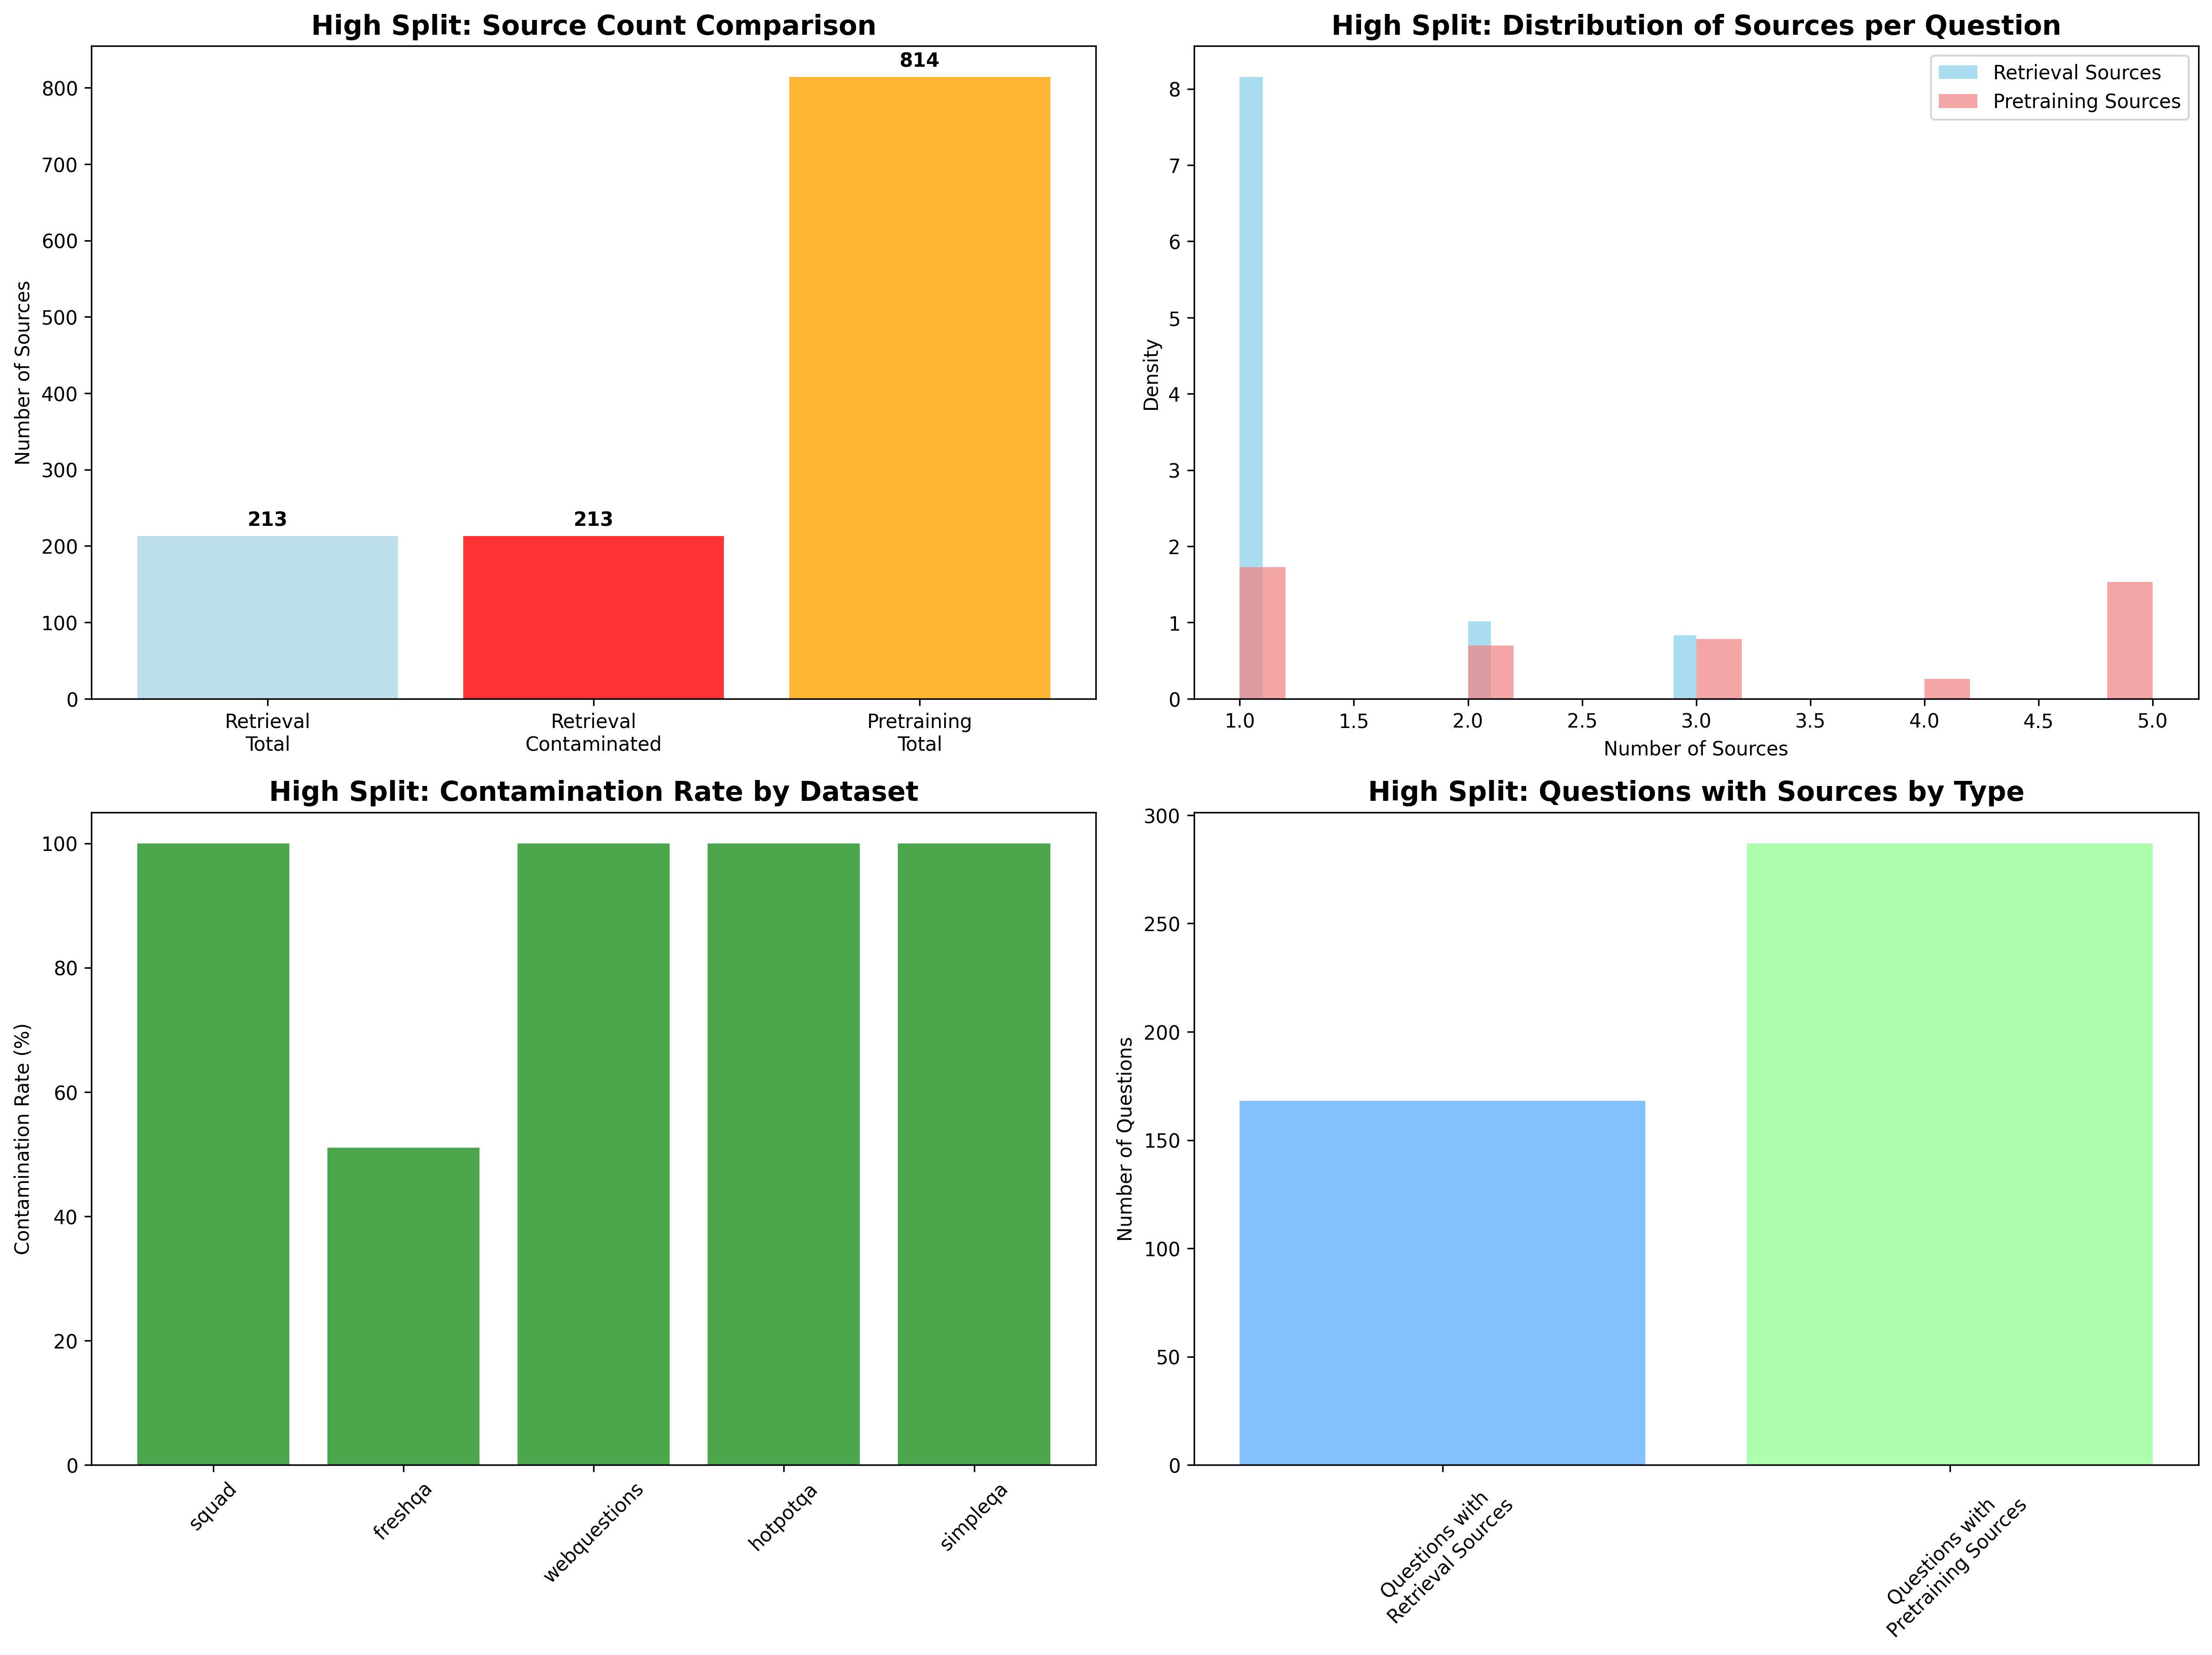 High Split: Source Count Comparison
Number of Sources
800
700
600
500
400
300
200
100
0
213
213
814
Retrieval
Total
Retrieval
Contaminated
Pretraining
Total
High Split: Distribution of Sources per Question
Retrieval Sources
Pretraining Sources
Density
8
7
6
5
4
3
2
1
0
1.0
1.5
2.0
2.5
3.0
3.5
4.0
4.5
5.0
Number of Sources
High Split: Contamination Rate by Dataset
Contamination Rate (%)
100
80
60
40
20
0
squad
freshqa
webquestions
hotpotqa
simpleqa
High Split: Questions with Sources by Type
Number of Questions
300
250
200
150
100
50
0
Questions with
Retrieval Sources
Questions with
Pretraining Sources